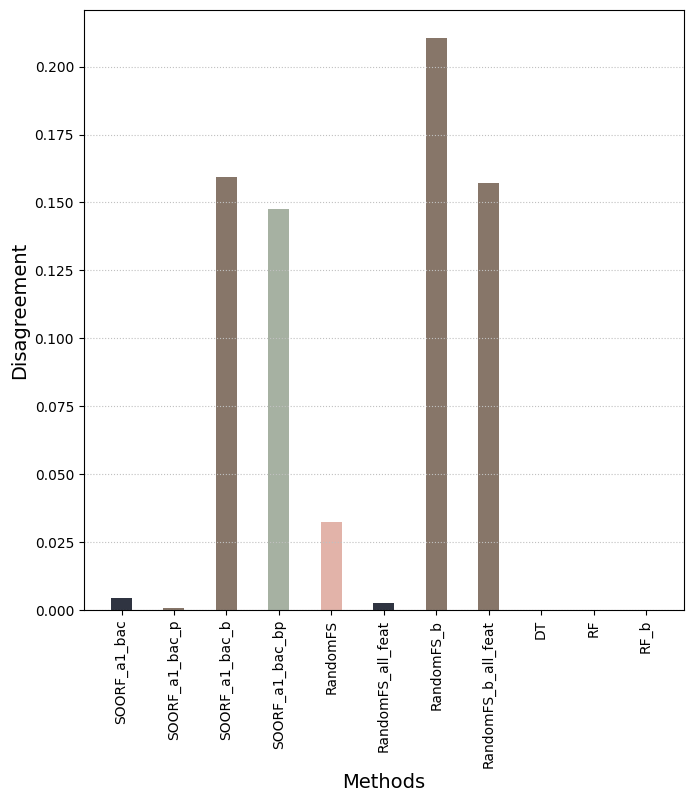 0.200
0.175
0.150
0.125
0.100
0.075
0.050
0.025
0.000
Disagreement
SOORF_a1_bac
SOORF_a1_bac_p
SOORF_a1_bac_b
SOORF_a1_bac_bp
RandomFS
RandomFS_all_feat
RandomFS_b
RandomFS_b_all_feat
DT
RF
RF_b
Methods